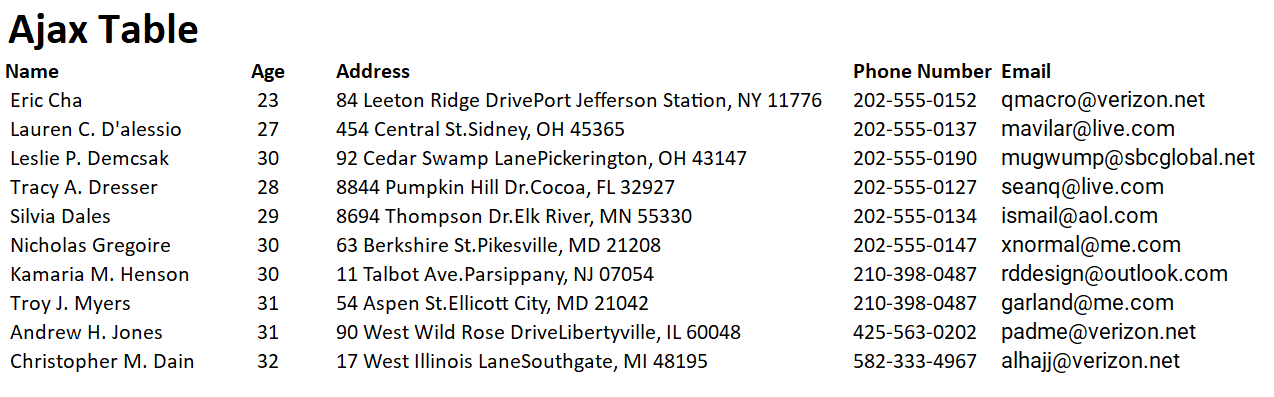 Ajax Table
Name Age Address Phone Number Email
Eric Cha 23 84 Leeton Ridge DrivePort Jefferson Station, NY 11776 202-555-0152 qmacro@verizon.net
Lauren C. D'alessio 27 454 Central St.Sidney, OH 45365 202-555-0137 mavilar@live.com
Leslie P. Demcsak 30 92 Cedar Swamp LanePickerington, OH 43147 202-555-0190 mugwump@sbcglobal.net
Tracy A. Dresser 28 8844 Pumpkin Hill Dr.Cocoa, FL 32927 202-555-0127 seanq@live.com
Silvia Dales 29 8694 Thompson Dr.Elk River, MN 55330 202-555-0134 ismail@aol.com
Nicholas Gregoire 30 63 Berkshire St.Pikesville, MD 21208 202-555-0147 xnormal@me.com
Kamaria M. Henson 30 11 Talbot Ave.Parsippany, NJ 07054 210-398-0487 rddesign@outlook.com
Troy J. Myers 31 54 Aspen St.Ellicott City, MD 21042 210-398-0487 garland@me.com
Andrew H. Jones 31 90 West Wild Rose DriveLibertyville, IL 60048 425-563-0202 padme@verizon.net
Christopher M. Dain 32 17 West Illinois LaneSouthgate, MI 48195 582-333-4967 alhajj@verizon.net